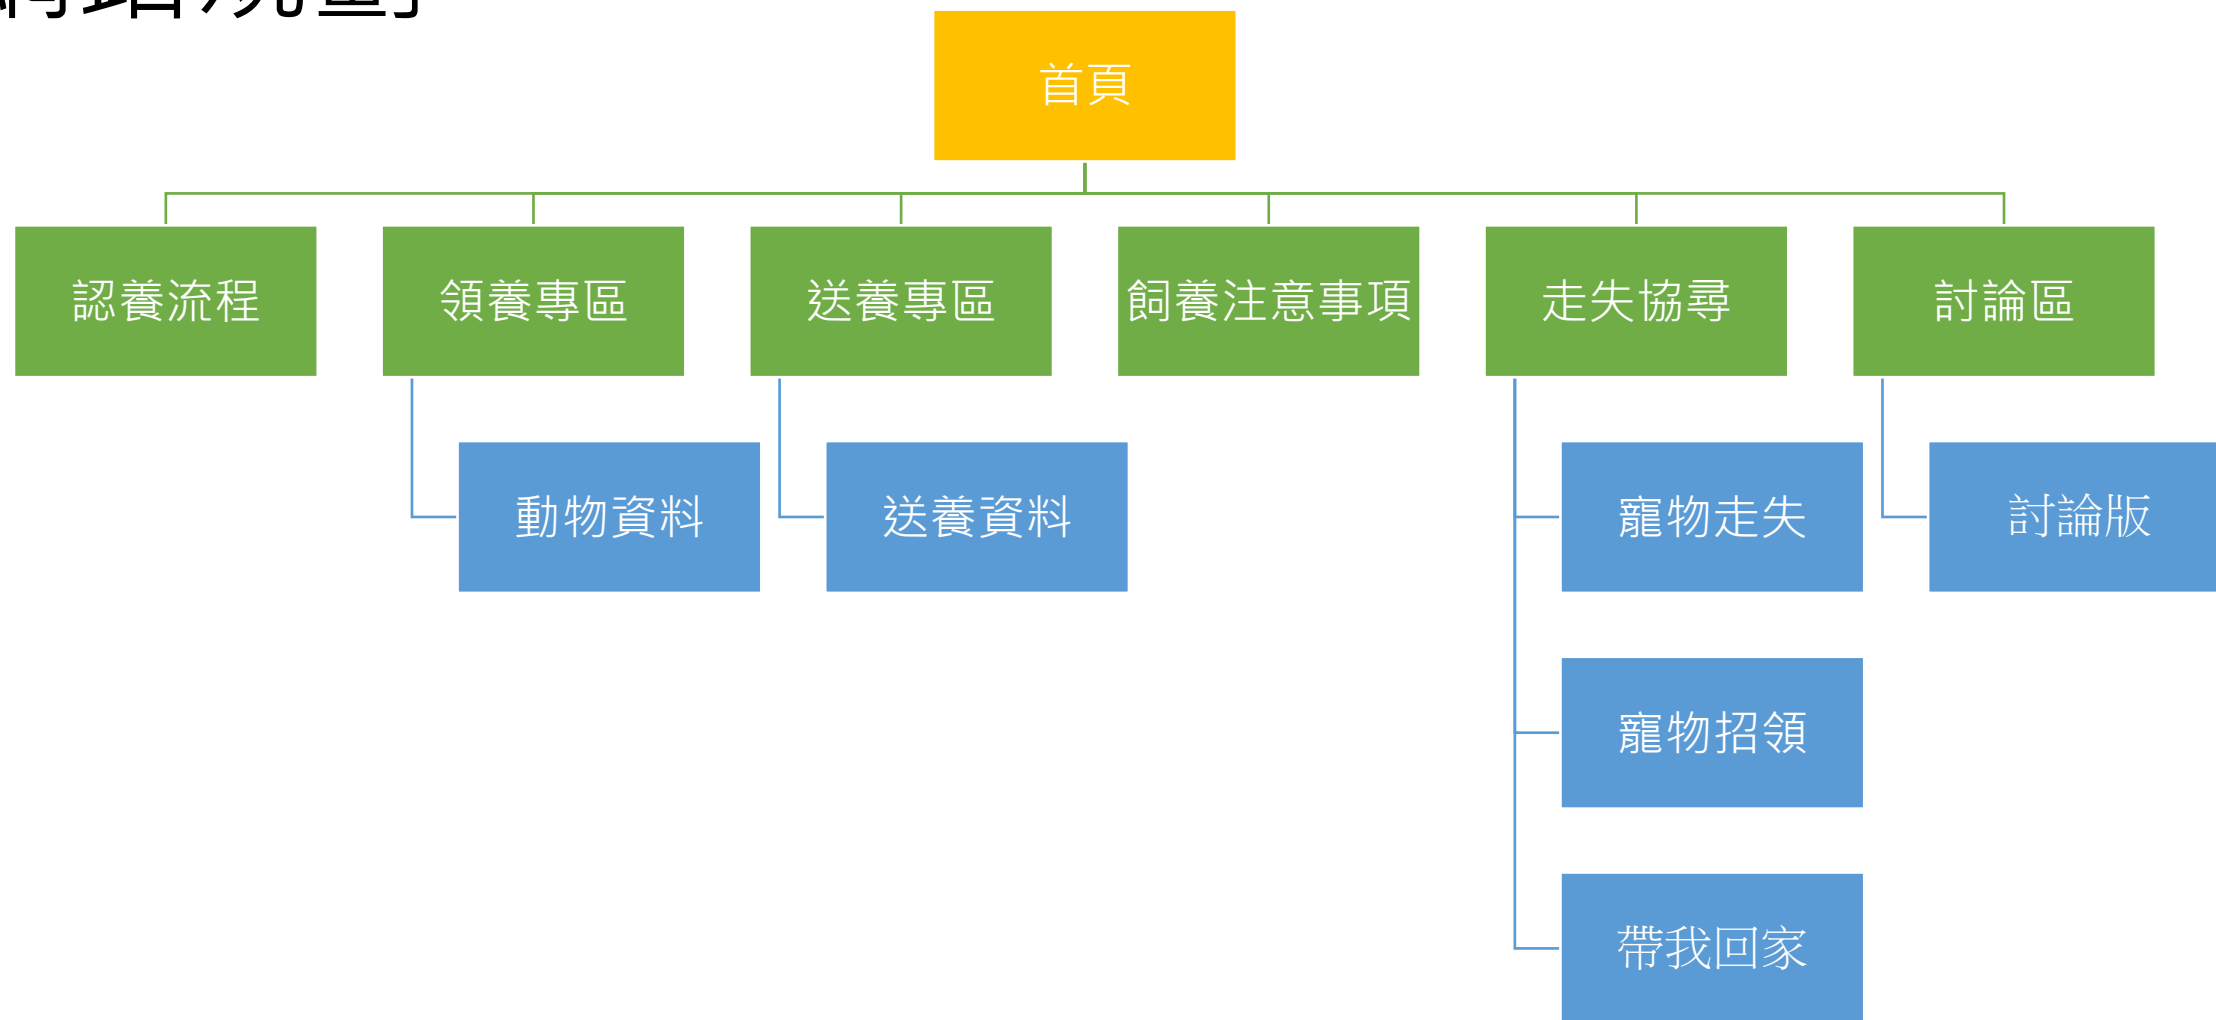 首頁
認養流程
領養專區
送養專區
飼養注意事項
走失協尋
討論區
動物資料
送養資料
寵物走失
討論版
寵物招領
帶我回家